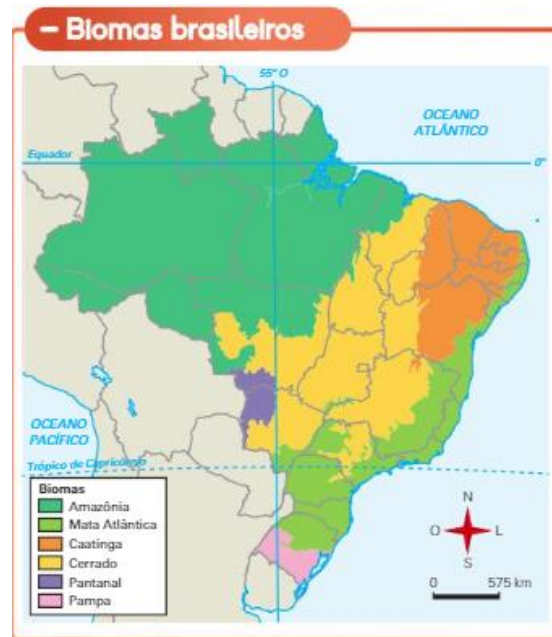 – Biomas brasileiros
55° O
OCEANO
ATLÂNTICO
Equador
0°
OCEANO
PACÍFICO
Trópico de Capricórnio
Biomas
Amazônia
Mata Atlântica
Caatinga
Cerrado
Pantanal
Pampa
N
O
L
S
0 575 km